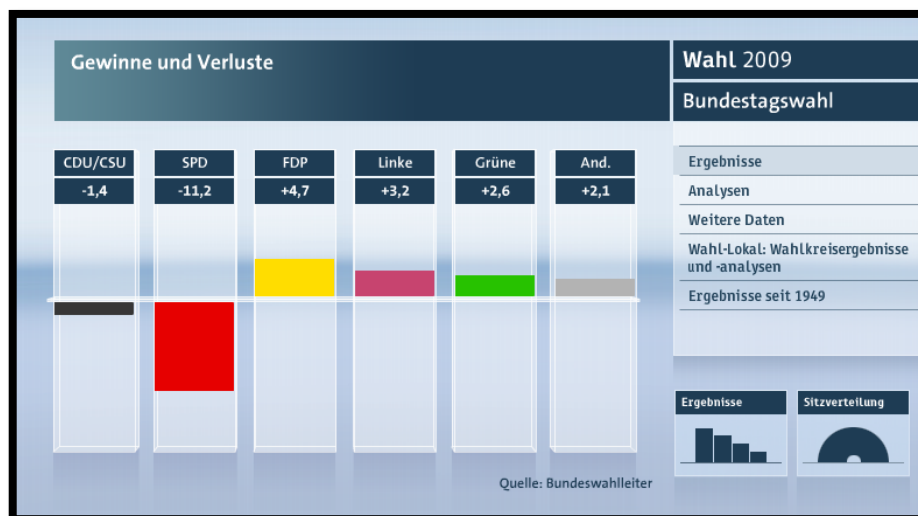 Gewinne und Verluste
Wahl 2009
Bundestagswahl
CDU/CSU SPD FDP Linke Grüne And.
-1,4 -11,2 +4,7 +3,2 +2,6 +2,1
Ergebnisse
Analysen
Weitere Daten
Wahl-Lokal: Wahlkreisergebnisse
und -analysen
Ergebnisse seit 1949
Ergebnisse Sitzverteilung
Quelle: Bundeswahlleiter